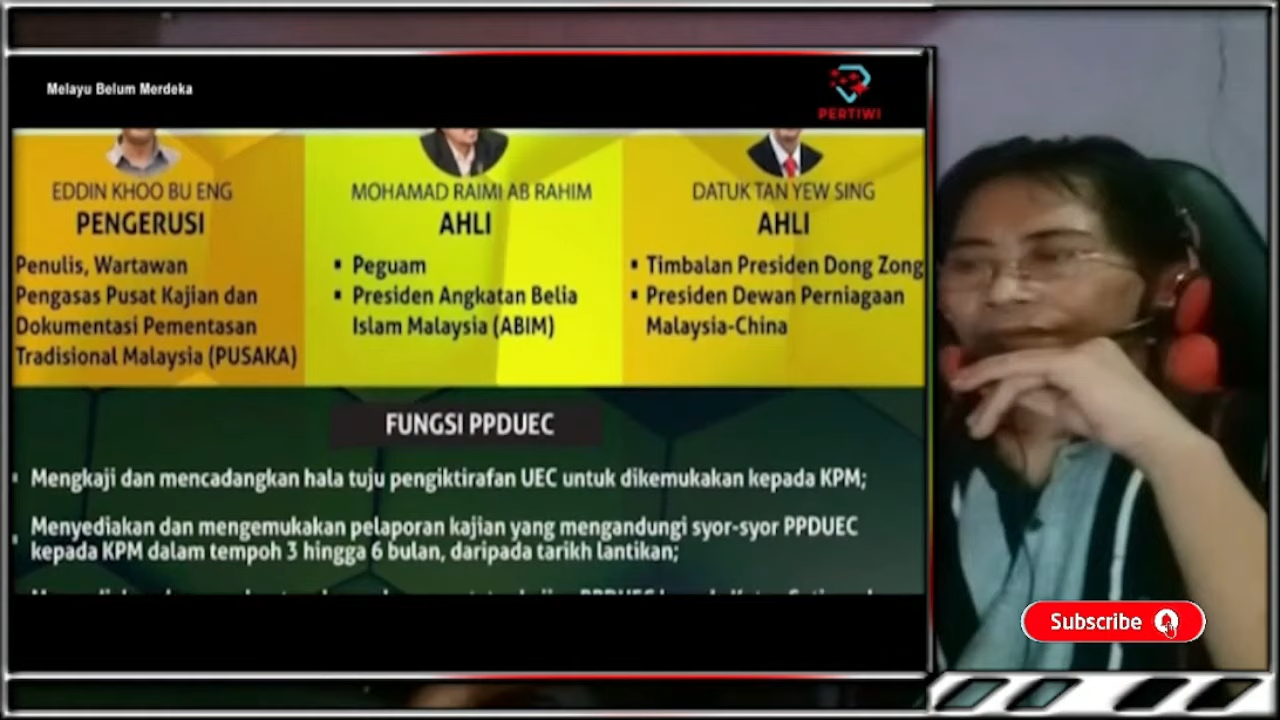 Melayu Belum Merdeka
PERTIWI
EDDIN KHOO BU ENG
PENGERUSI
Penulis, Wartawan
Pengasas Pusat Kajian dan
Dokumentasi Pementasan
Tradisional Malaysia (PUSAKA)
MOHAMAD RAIMI AB RAHIM
AHLI
▪ Peguam
▪ Presiden Angkatan Belia
Islam Malaysia (ABIM)
DATUK TAN YEW SING
AHLI
▪ Timbalan Presiden Dong Zong
▪ Presiden Dewan Perniagaan
Malaysia-China
FUNGSI PPDUEC
Mengkaji dan mencadangkan hala tuju pengiktirafan UEC untuk dikemukakan kepada KPM;
Menyediakan dan mengemukakan pelaporan kajian yang mengandungi syor-syor PPDUEC
kepada KPM dalam tempoh 3 hingga 6 bulan, daripada tarikh lantikan;
Subscribe